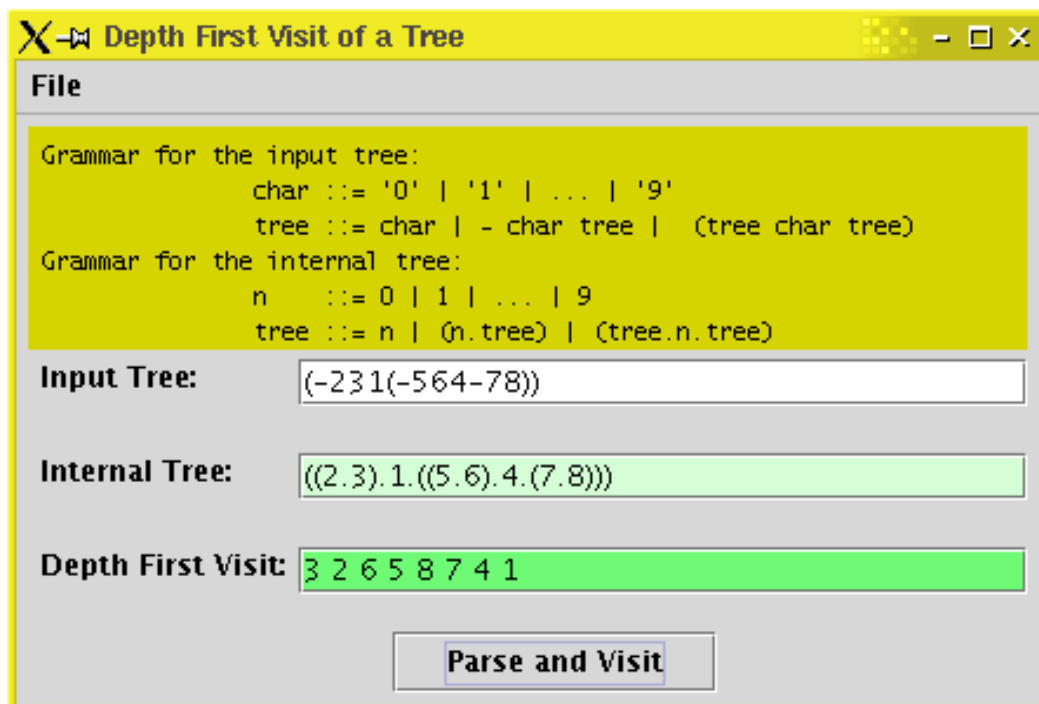 Depth First Visit of a Tree
File
Grammar for the input tree:
char ::= '0' | '1' | ... | '9'
tree ::= char | - char tree | (tree char tree)
Grammar for the internal tree:
n ::= 0 | 1 | ... | 9
tree ::= n | (n.tree) | (tree.n.tree)
Input Tree: (-231(-564-78))
Internal Tree: ((2.3).1.((5.6).4.(7.8)))
Depth First Visit: 3 2 6 5 8 7 4 1
Parse and Visit